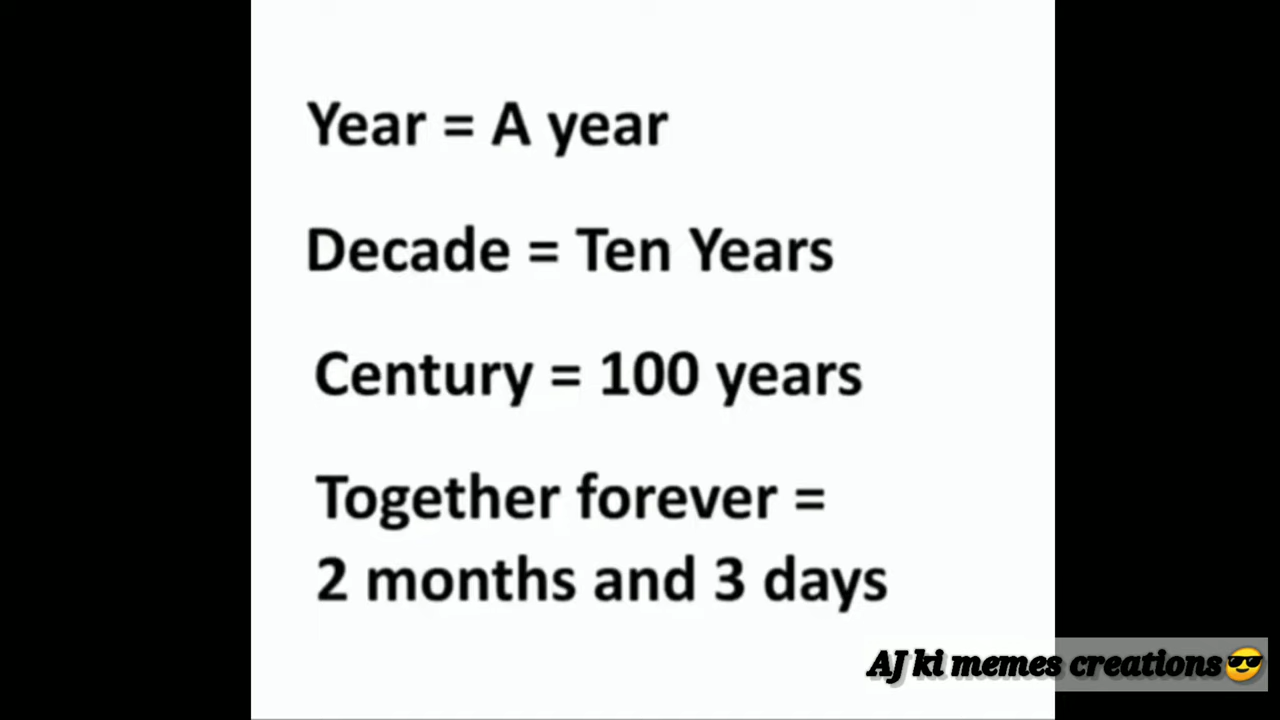 Year = A year
Decade = Ten Years
Century = 100 years
Together forever =
2 months and 3 days
AJ ki memes creations😎